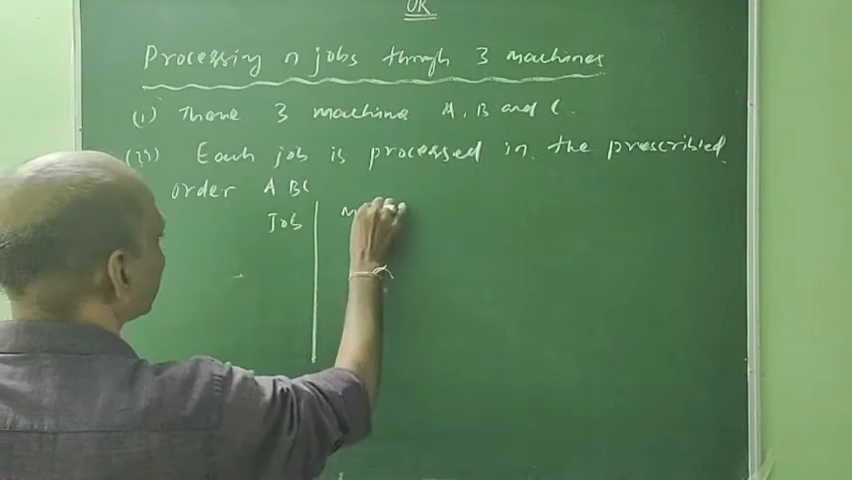 OR
Processing n jobs through 3 machines
(i) There 3 machine A, B and C.
(ii) Each job is processed in the prescribed
order A BC
Job